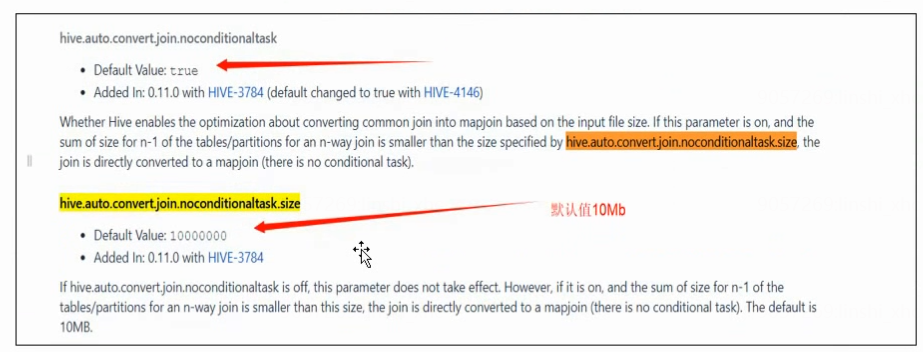 hive.auto.convert.join.noconditionaltask
• Default Value: true
• Added In: 0.11.0 with HIVE-3784 (default changed to true with HIVE-4146)
Whether Hive enables the optimization about converting common join into mapjoin based on the input file size. If this parameter is on, and the
sum of size for n-1 of the tables/partitions for an n-way join is smaller than the size specified by hive.auto.convert.join.noconditionaltask.size, the
join is directly converted to a mapjoin (there is no conditional task).
hive.auto.convert.join.noconditionaltask.size
默认值10Mb
• Default Value: 10000000
• Added In: 0.11.0 with HIVE-3784
If hive.auto.convert.join.noconditionaltask is off, this parameter does not take effect. However, if it is on, and the sum of size for n-1 of the
tables/partitions for an n-way join is smaller than this size, the join is directly converted to a mapjoin (there is no conditional task). The default is
10MB.